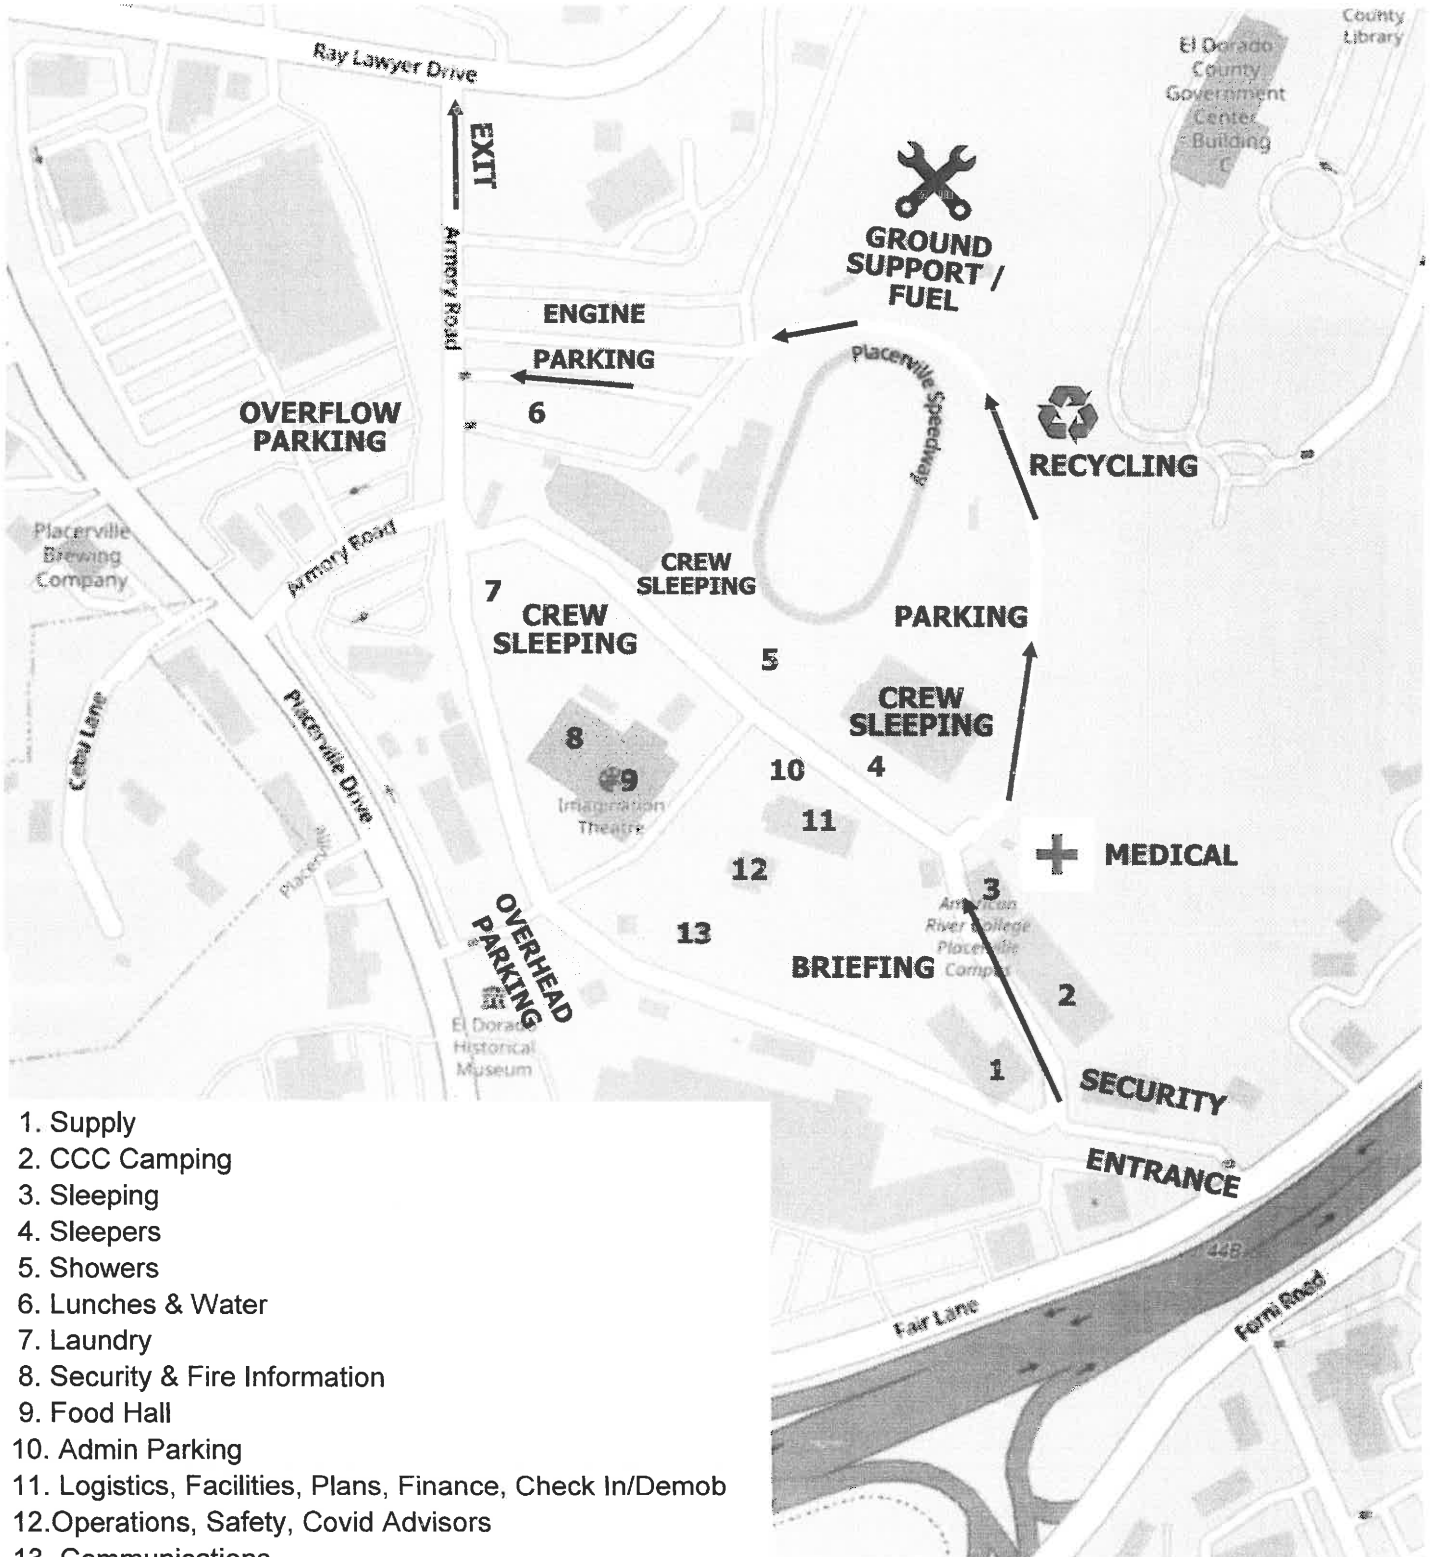 County
Library
El Dorado
County
Government
Center
Building
C
Ray Lawyer Drive
EXIT
Armory Road
GROUND
SUPPORT /
FUEL
ENGINE
PARKING
6
Placerville Speedway
OVERFLOW
PARKING
RECYCLING
Placerville
Brewing
Company
Armory Road
CREW
SLEEPING
7
CREW
SLEEPING
PARKING
5
CREW
SLEEPING
Cebu Lane
Placerville Drive
8
9
Imagination
Theatre
10
4
11
12
MEDICAL
3
American
River College
Placerville
Campus
Placerville
OVERHEAD
PARKING
13
BRIEFING
2
El Dorado
Historical
Museum
1
SECURITY
ENTRANCE
44B
Fair Lane
Forni Road
1. Supply
2. CCC Camping
3. Sleeping
4. Sleepers
5. Showers
6. Lunches & Water
7. Laundry
8. Security & Fire Information
9. Food Hall
10. Admin Parking
11. Logistics, Facilities, Plans, Finance, Check In/Demob
12.Operations, Safety, Covid Advisors
13. Communications